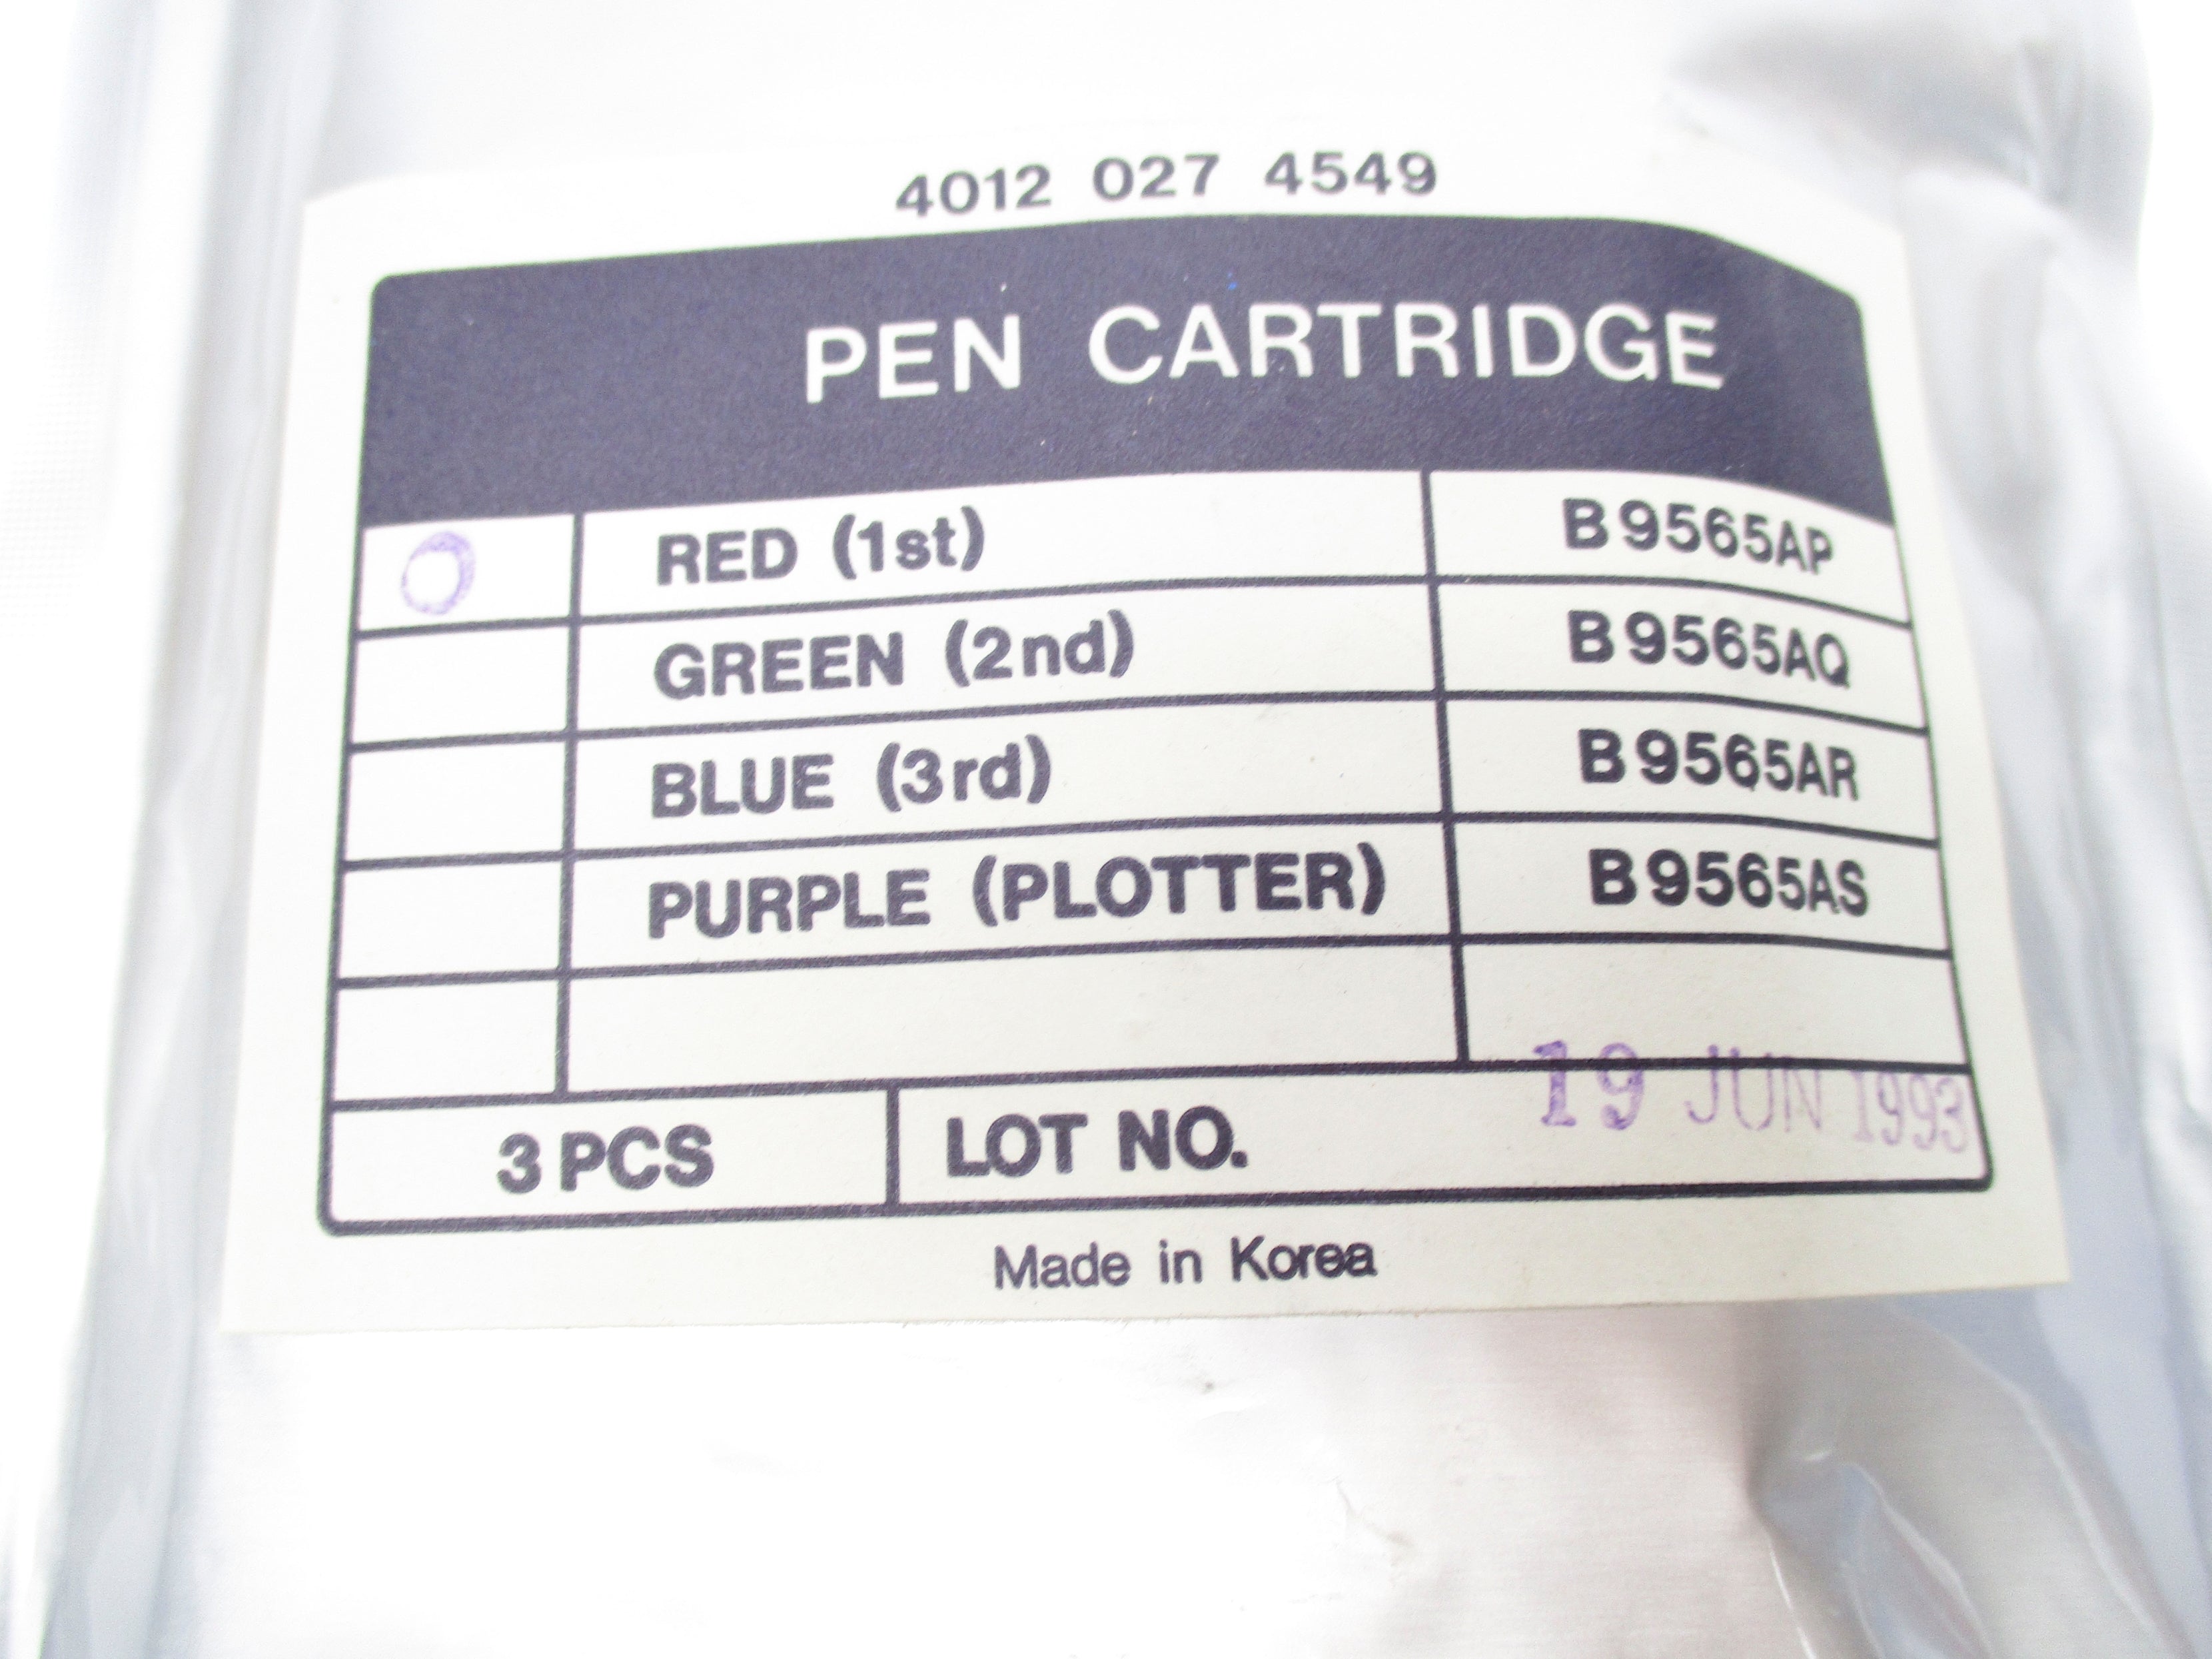 4012 027 4549
PEN CARTRIDGE
RED (1st) B9565AP
GREEN (2nd) B9565AQ
BLUE (3rd) B9565AR
PURPLE (PLOTTER) B9565AS
3 PCS LOT NO. 19 JUN 1993
Made in Korea